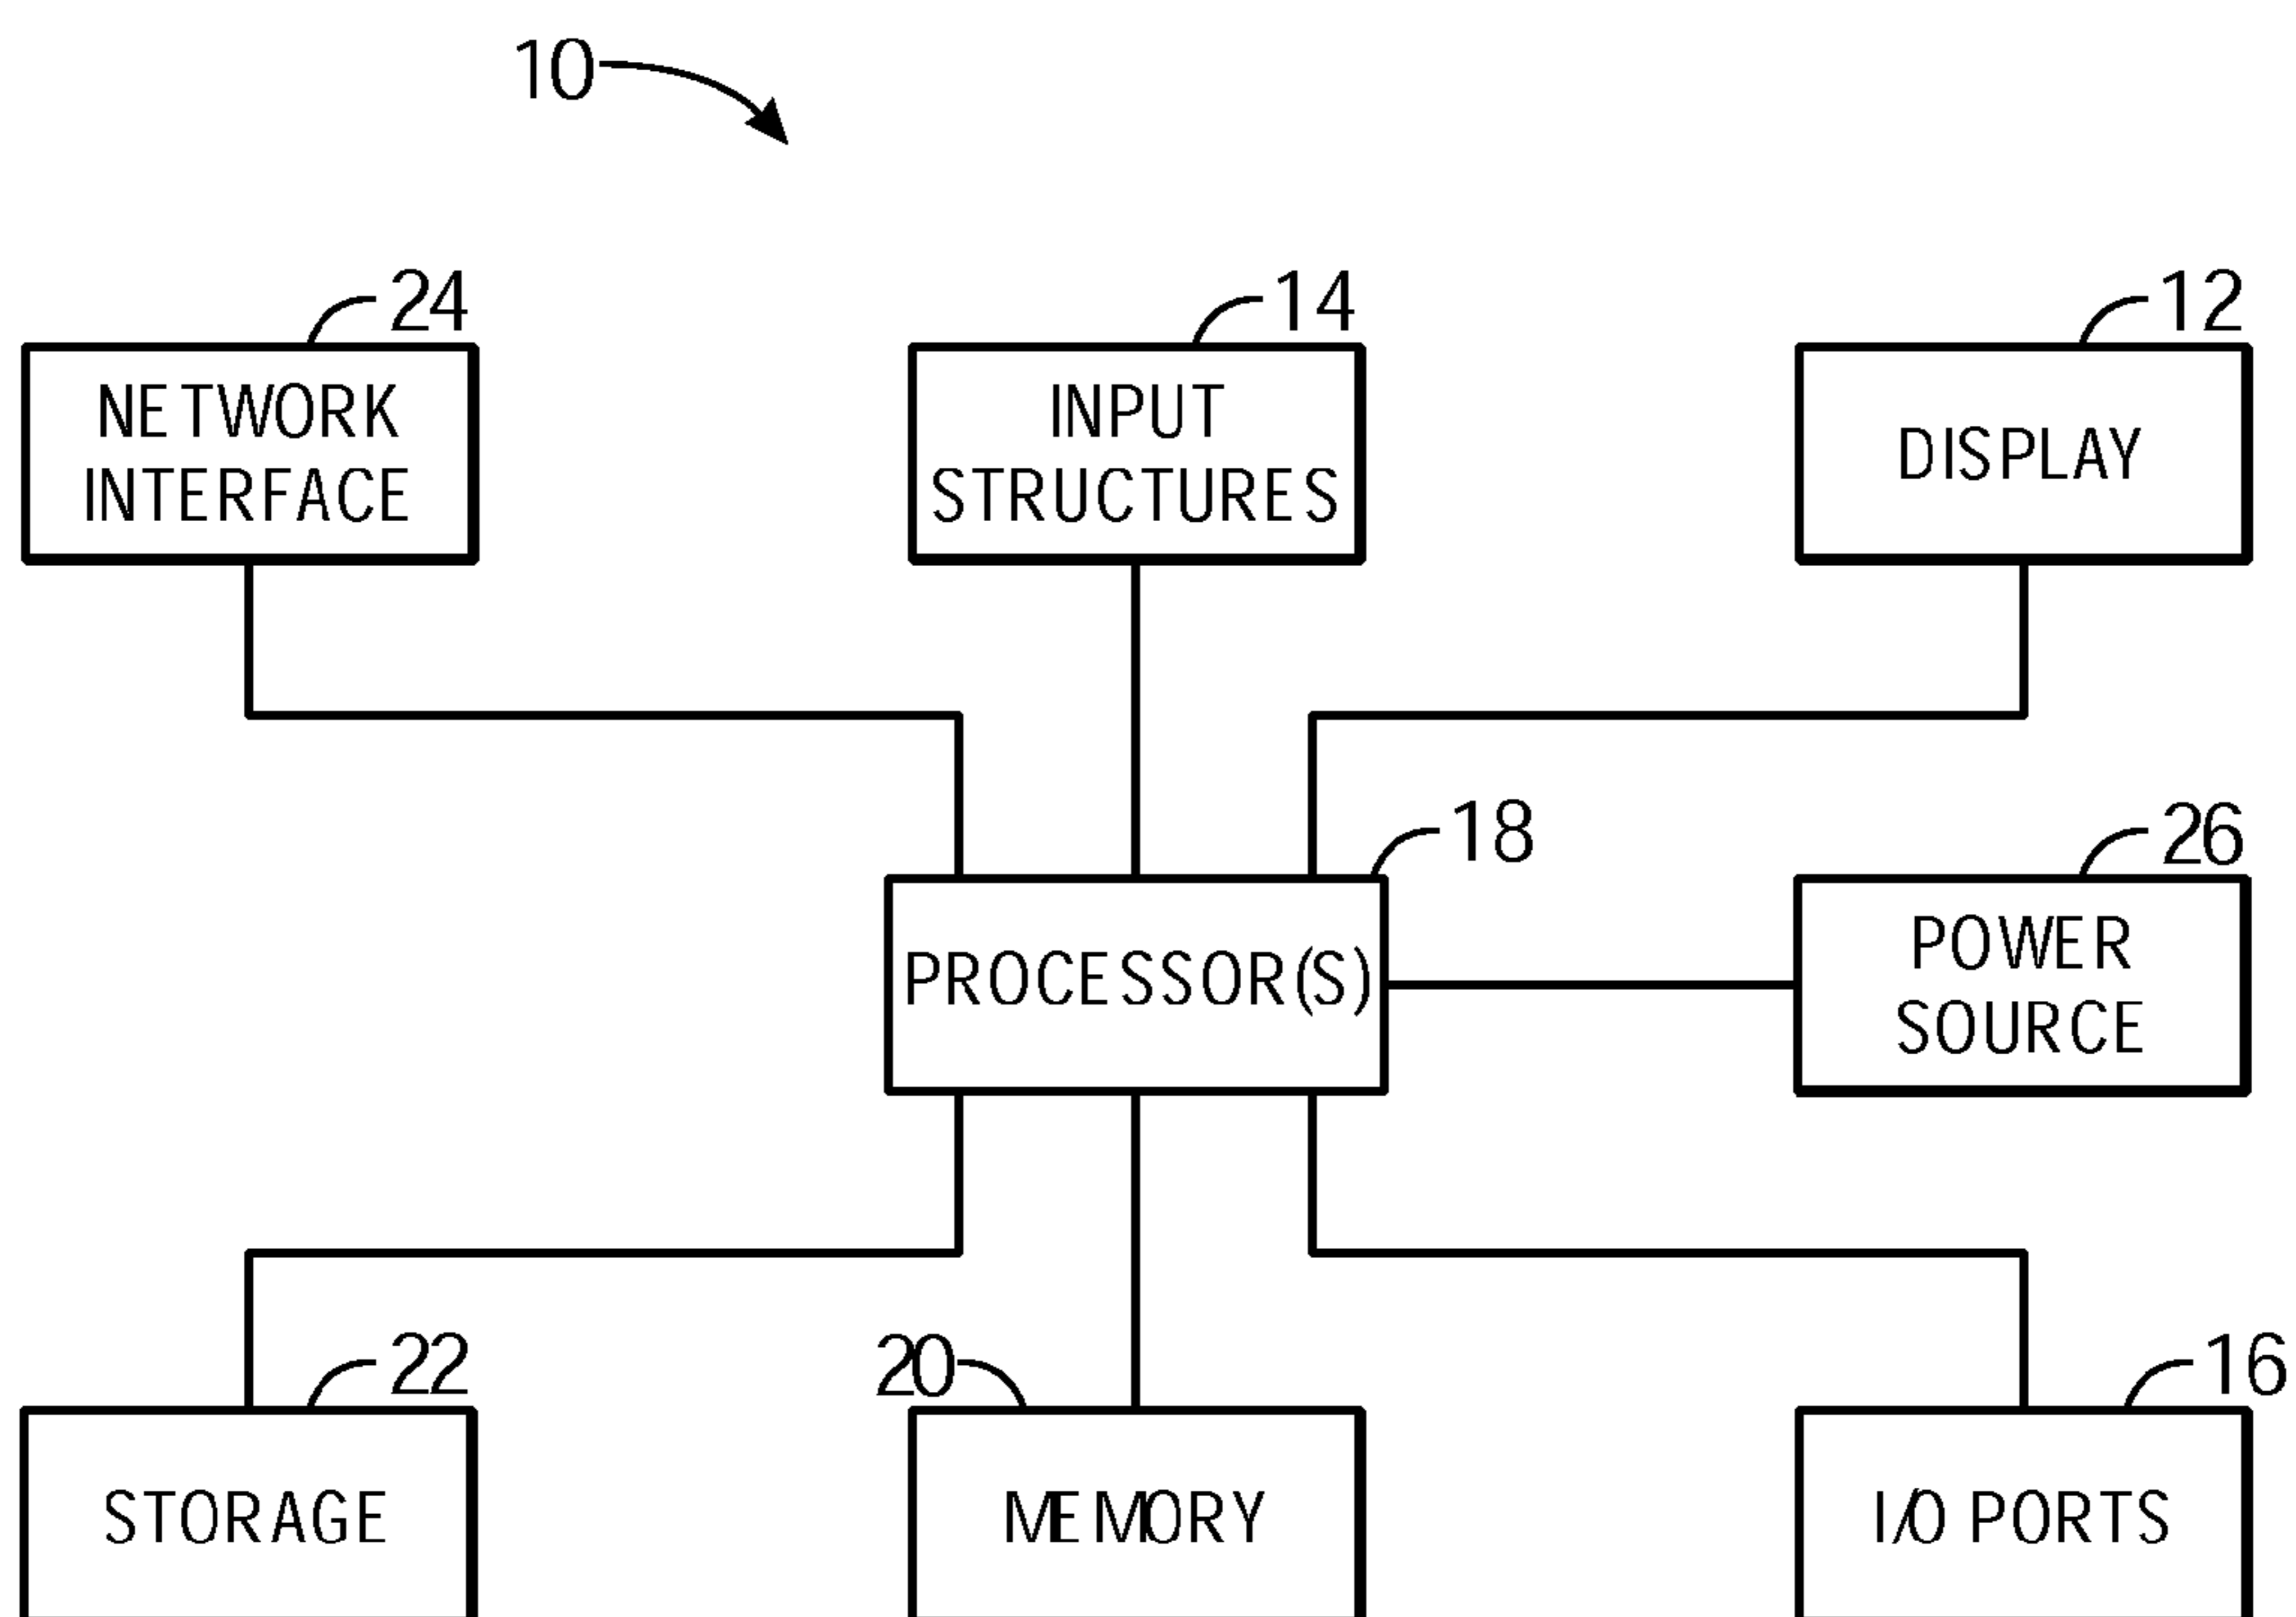 10
24
14
12
NETWORK
INTERFACE
INPUT
STRUCTURES
DISPLAY
18
26
PROCESSOR(S)
POWER
SOURCE
22
20
16
STORAGE
MEMORY
I/O PORTS